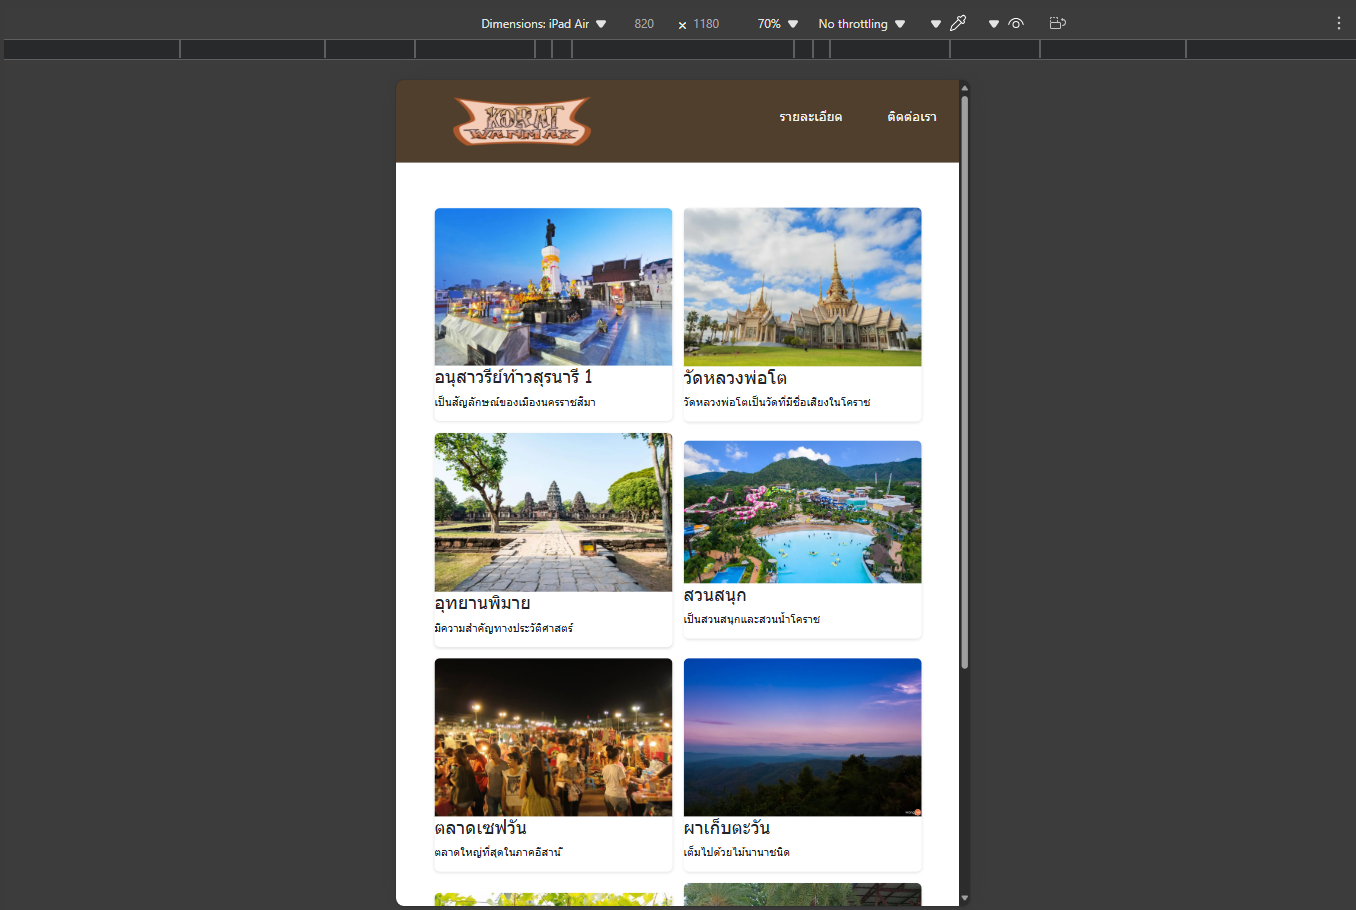 Dimensions: iPad Air 820 × 1180 70% No throttling
KORAT
WANMAX
รายละเอียด ติดต่อเรา
อนุสาวรีย์ท้าวสุรนารี 1
เป็นสัญลักษณ์ของเมืองนครราชสีมา
วัดหลวงพ่อโต
วัดหลวงพ่อโตเป็นวัดที่มีชื่อเสียงในโคราช
อุทยานพิมาย
มีความสำคัญทางประวัติศาสตร์
สวนสนุก
เป็นสวนสนุกและสวนน้ำโคราช
ตลาดเซฟวัน
ตลาดใหญ่ที่สุดในภาคอีสาน ี
ผาเก็บตะวัน
เต็มไปด้วยไม้นานาชนิด